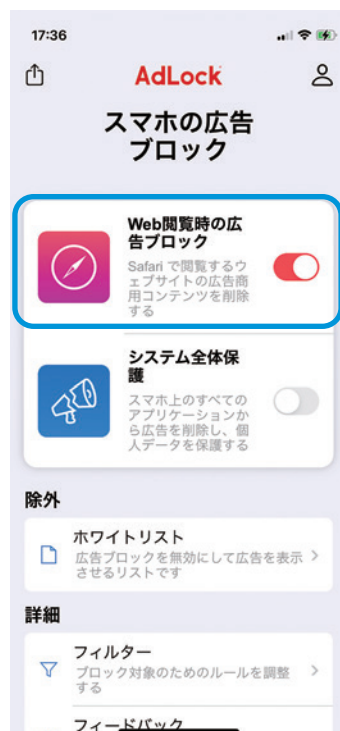 17:36
AdLock
スマホの広告
ブロック
Web閲覧時の広
告ブロック
Safari で閲覧するウ
ェブサイトの広告商
用コンテンツを削除
する
システム全体保
護
スマホ上のすべての
アプリケーションか
ら広告を削除し、個
人データを保護する
除外
ホワイトリスト
広告ブロックを無効にして広告を表示
させるリストです
詳細
フィルター
ブロック対象のためのルールを調整
する
フィードバック